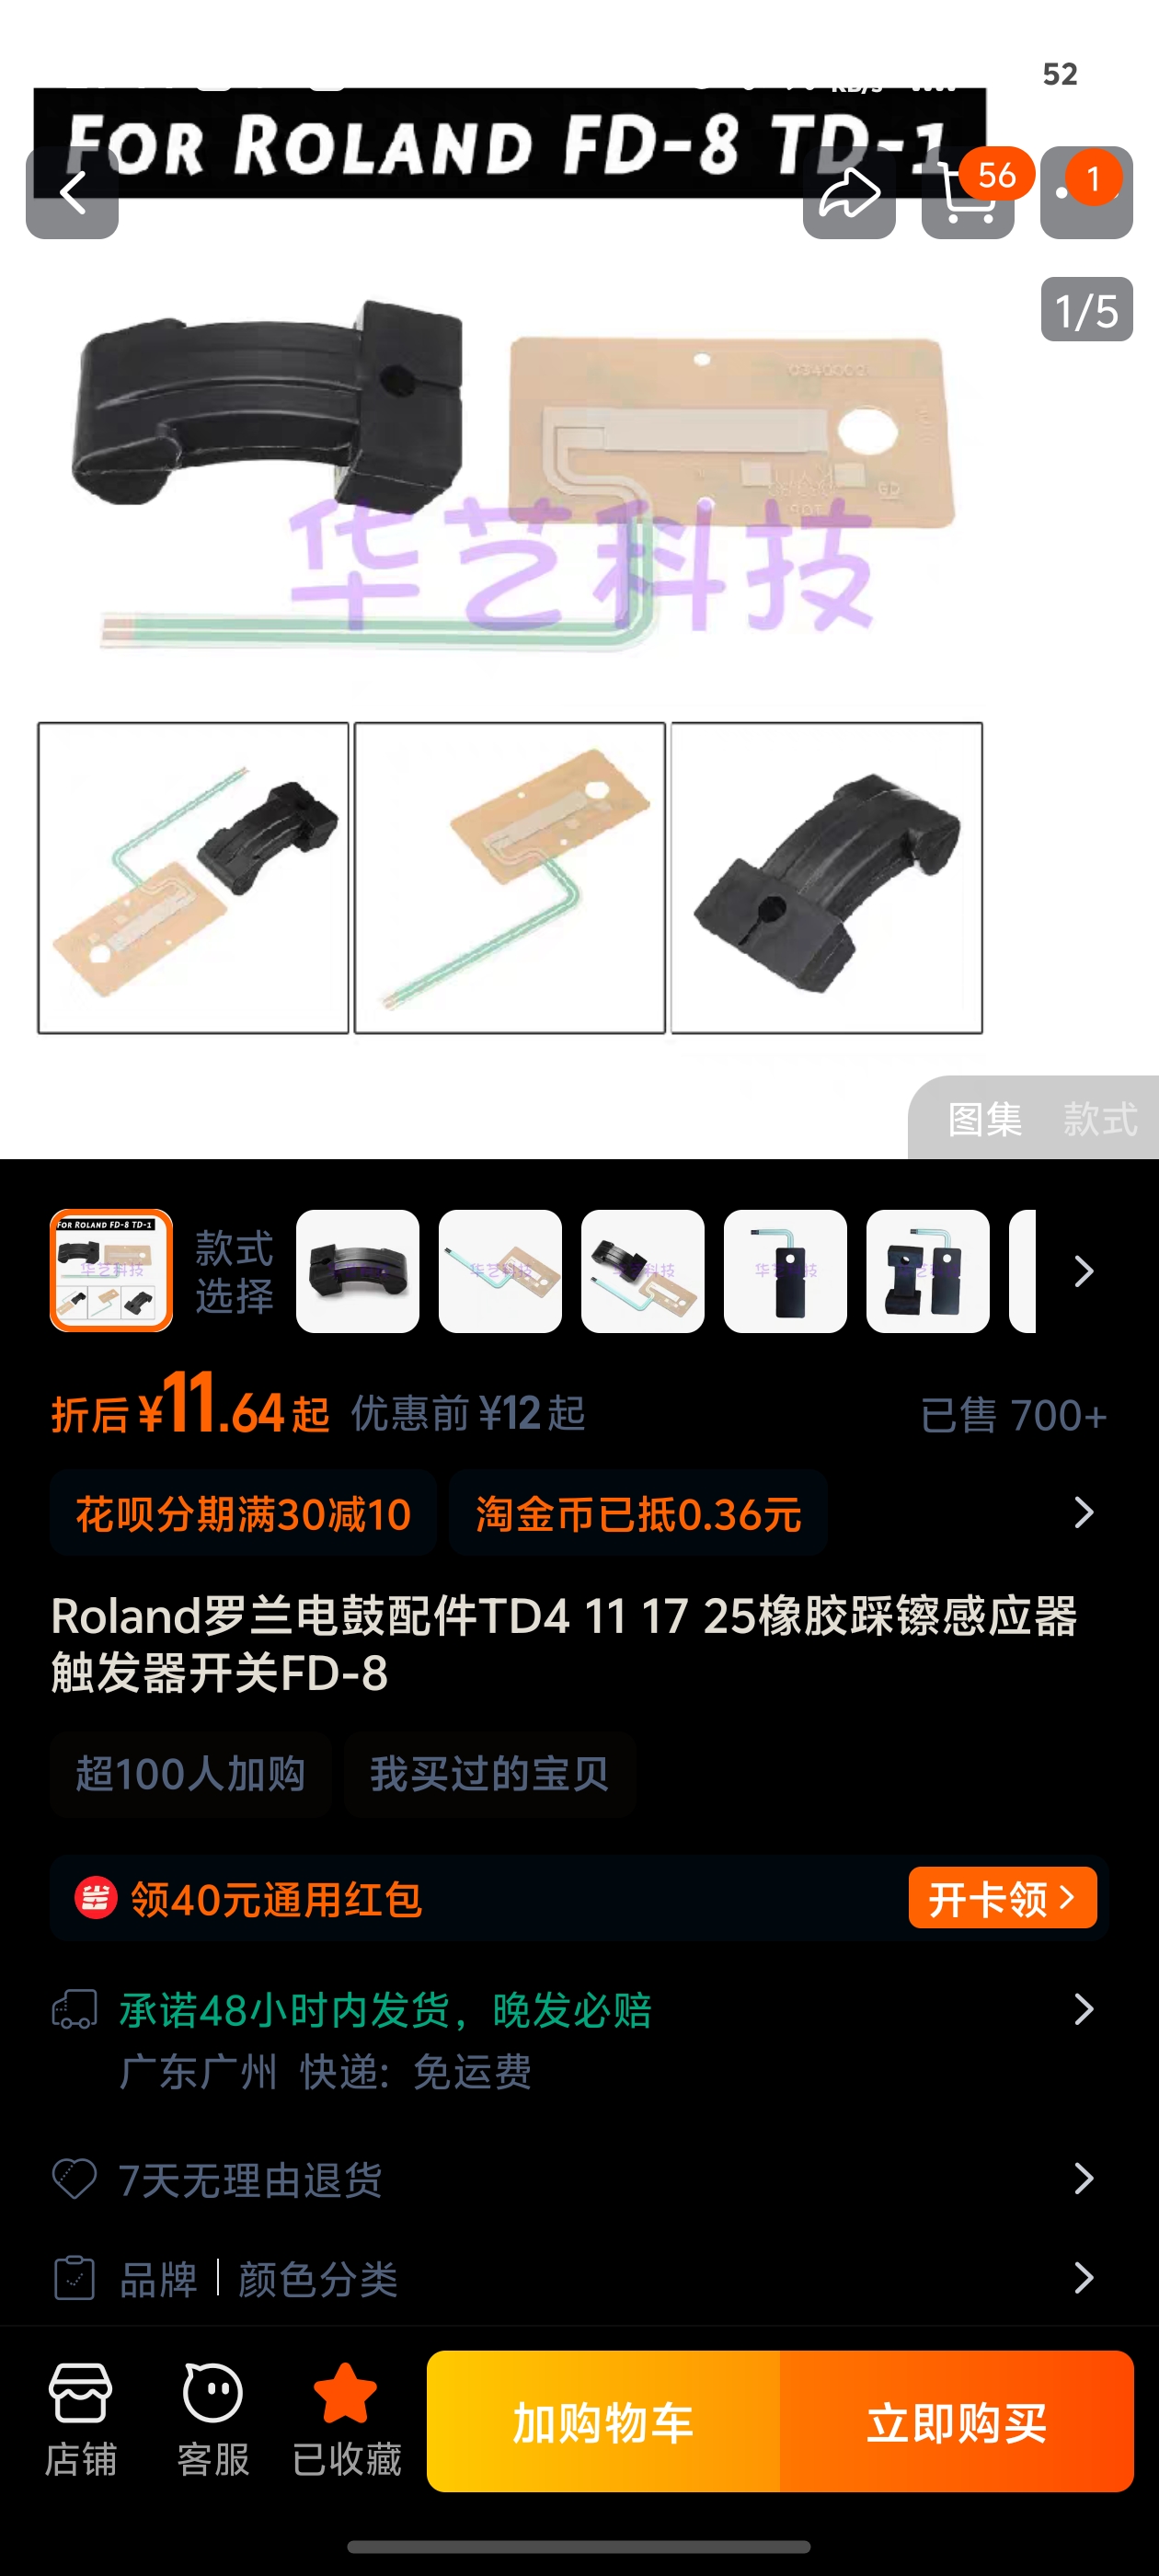 52
FOR ROLAND FD-8 TD-1
56
1
1/5
华艺科技
图集 款式
款式
选择
折后¥11.64起 优惠前¥12起
已售 700+
花呗分期满30减10
淘金币已抵0.36元
Roland罗兰电鼓配件TD4 11 17 25橡胶踩镲感应器
触发器开关FD-8
超100人加购
我买过的宝贝
领40元通用红包
开卡领
承诺48小时内发货，晚发必赔
广东广州 快递：免运费
7天无理由退货
品牌 | 颜色分类
店铺
客服
已收藏
加购物车
立即购买